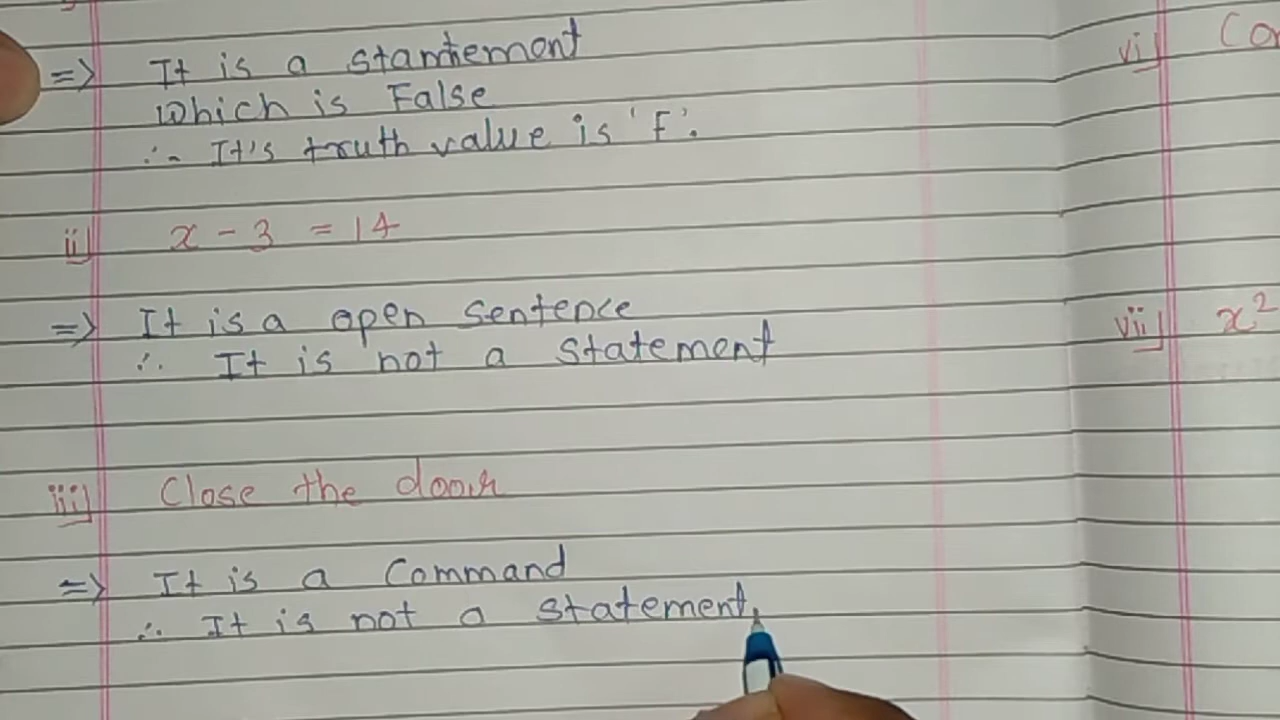 => It is a stamtement
Which is False
∴ It's truth value is 'F'.
ii] x - 3 = 14
=> It is a open sentence
∴ It is not a statement
iii] Close the door
=> It is a Command
∴ It is not a statement.
vi]
vii] x²